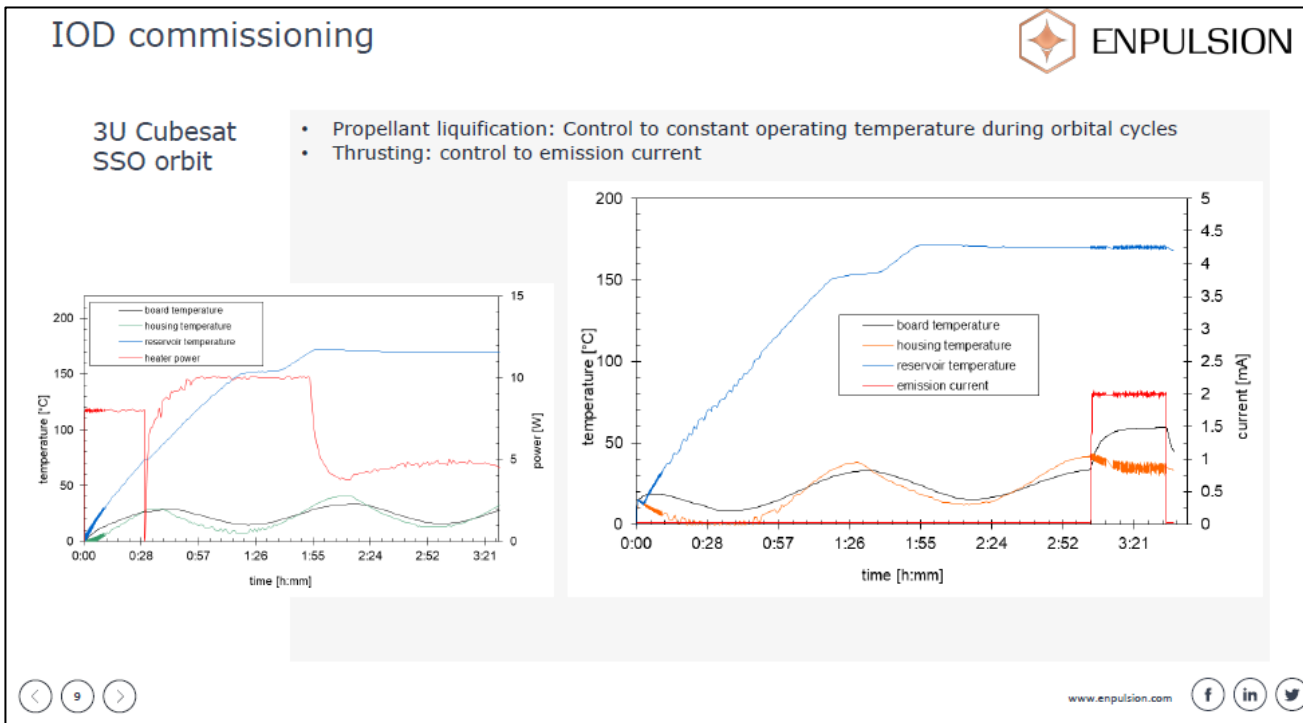 IOD commissioning
ENPULSION
3U Cubesat
SSO orbit
• Propellant liquification: Control to constant operating temperature during orbital cycles
• Thrusting: control to emission current
board temperature
housing temperature
reservoir temperature
heater power
temperature [°C]
200
150
100
50
0
power [W]
15
10
5
0
0:00 0:28 0:57 1:26 1:55 2:24 2:52 3:21
time [h:mm]
board temperature
housing temperature
reservoir temperature
emission current
temperature [°C]
200
150
100
50
0
current [mA]
5
4.5
4
3.5
3
2.5
2
1.5
1
0.5
0
0:00 0:28 0:57 1:26 1:55 2:24 2:52 3:21
time [h:mm]
9
www.enpulsion.com